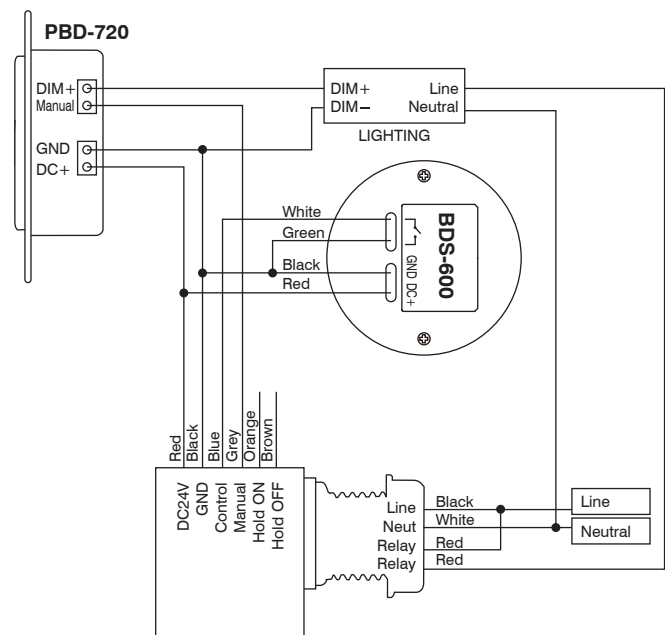 PBD-720
DIM+
Manual
GND
DC+
DIM+ Line
DIM− Neutral
LIGHTING
White
Green
Black
Red
BDS-600
GND DC+
Red
Black
Blue
Grey
Orange
Brown
DC24V
GND
Control
Manual
Hold ON
Hold OFF
Line Black Line
Neut White Neutral
Relay Red
Relay Red